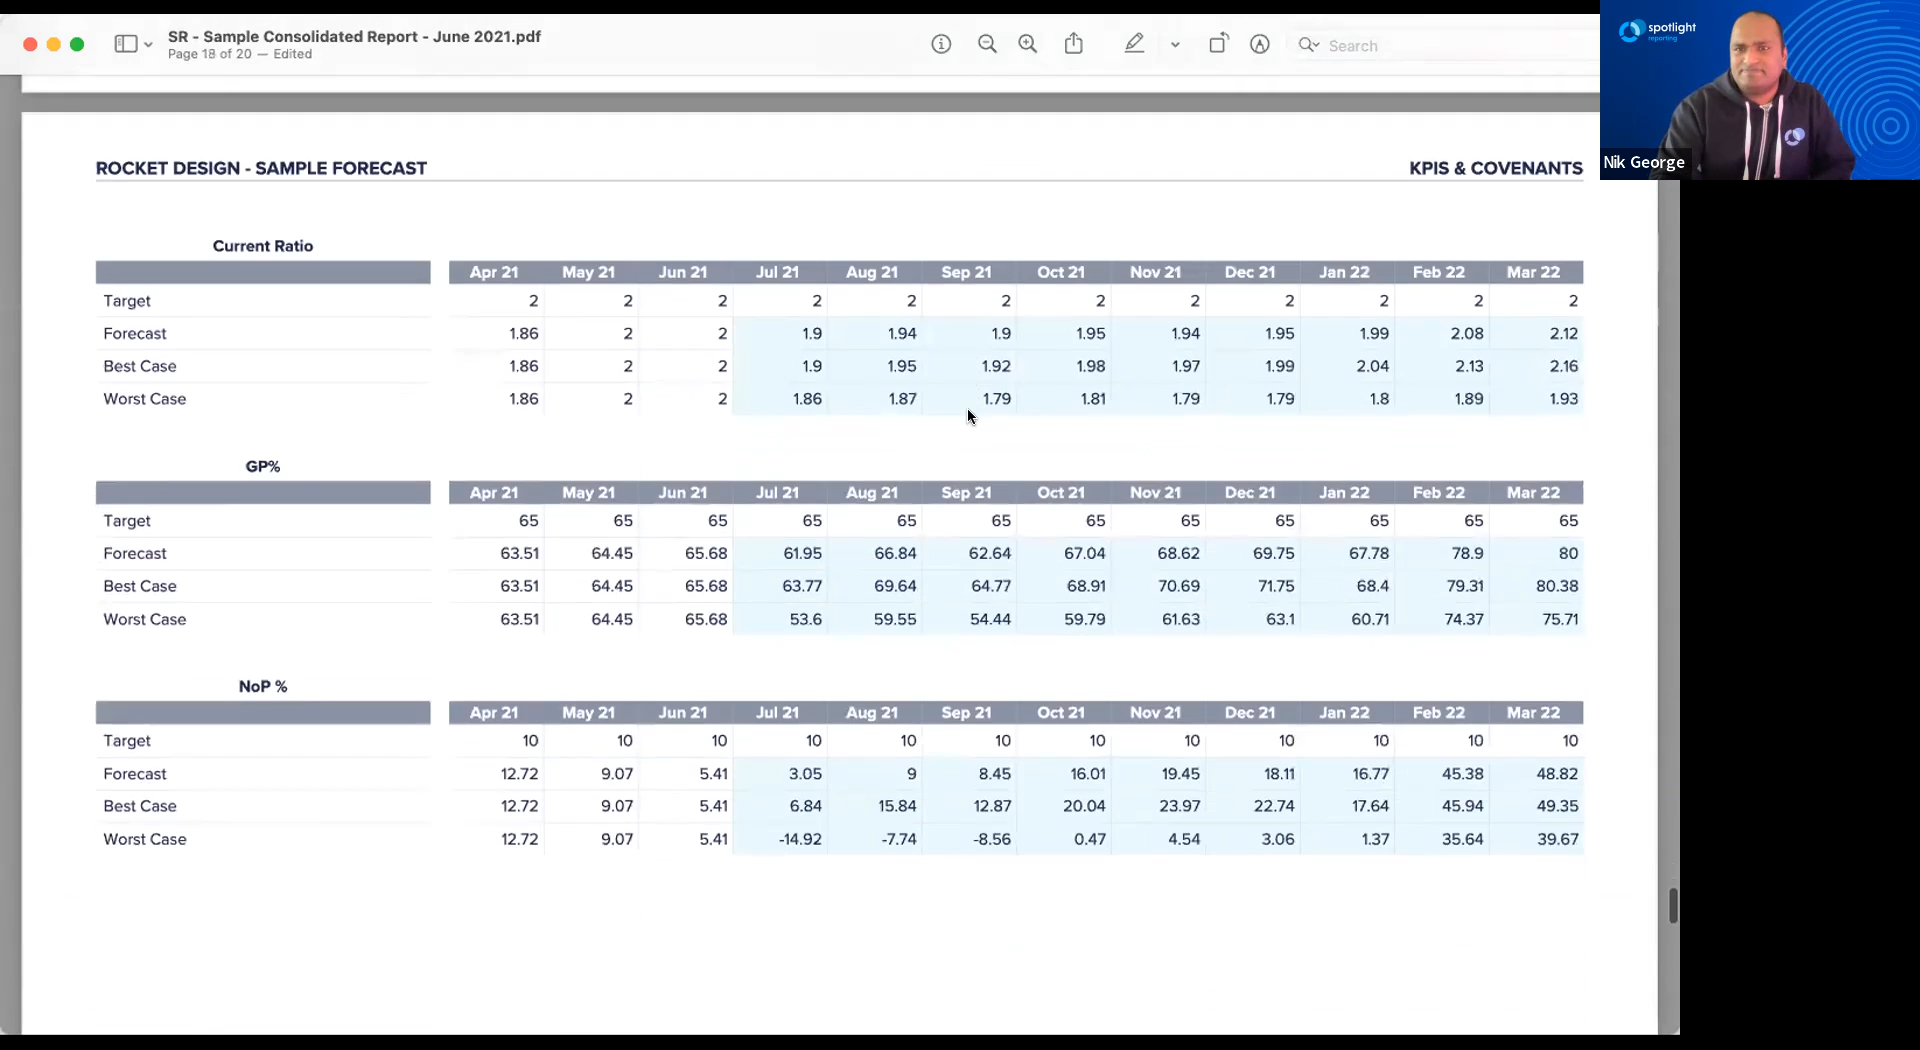 SR - Sample Consolidated Report - June 2021.pdf
Page 18 of 20 — Edited
Search
spotlight
reporting
Nik George
ROCKET DESIGN - SAMPLE FORECAST KPIS & COVENANTS
Current Ratio
Apr 21 May 21 Jun 21 Jul 21 Aug 21 Sep 21 Oct 21 Nov 21 Dec 21 Jan 22 Feb 22 Mar 22
Target 2 2 2 2 2 2 2 2 2 2 2 2
Forecast 1.86 2 2 1.9 1.94 1.9 1.95 1.94 1.95 1.99 2.08 2.12
Best Case 1.86 2 2 1.9 1.95 1.92 1.98 1.97 1.99 2.04 2.13 2.16
Worst Case 1.86 2 2 1.86 1.87 1.79 1.81 1.79 1.79 1.8 1.89 1.93
GP%
Apr 21 May 21 Jun 21 Jul 21 Aug 21 Sep 21 Oct 21 Nov 21 Dec 21 Jan 22 Feb 22 Mar 22
Target 65 65 65 65 65 65 65 65 65 65 65 65
Forecast 63.51 64.45 65.68 61.95 66.84 62.64 67.04 68.62 69.75 67.78 78.9 80
Best Case 63.51 64.45 65.68 63.77 69.64 64.77 68.91 70.69 71.75 68.4 79.31 80.38
Worst Case 63.51 64.45 65.68 53.6 59.55 54.44 59.79 61.63 63.1 60.71 74.37 75.71
NoP %
Apr 21 May 21 Jun 21 Jul 21 Aug 21 Sep 21 Oct 21 Nov 21 Dec 21 Jan 22 Feb 22 Mar 22
Target 10 10 10 10 10 10 10 10 10 10 10 10
Forecast 12.72 9.07 5.41 3.05 9 8.45 16.01 19.45 18.11 16.77 45.38 48.82
Best Case 12.72 9.07 5.41 6.84 15.84 12.87 20.04 23.97 22.74 17.64 45.94 49.35
Worst Case 12.72 9.07 5.41 -14.92 -7.74 -8.56 0.47 4.54 3.06 1.37 35.64 39.67